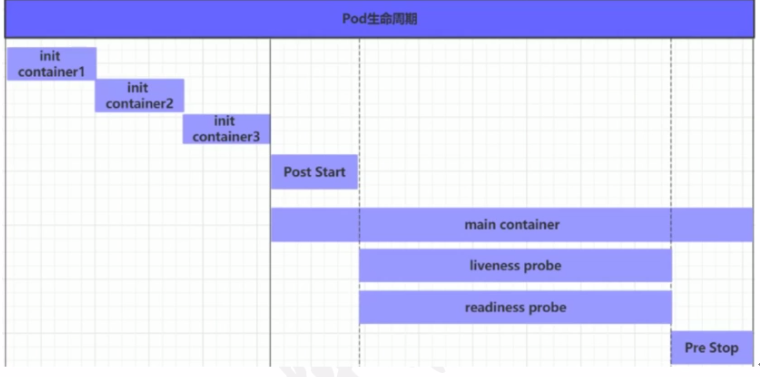 Pod生命周期
init
container1
init
container2
init
container3
Post Start
main container
liveness probe
readiness probe
Pre Stop